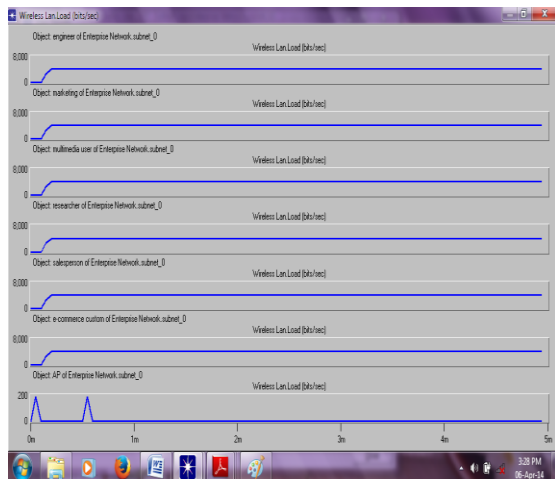 Wireless Lan.Load (bits/sec)
Object: engineer of Enterprise Network.subnet_0
Wireless Lan.Load (bits/sec)
8,000
0
Object: marketing of Enterprise Network.subnet_0
Wireless Lan.Load (bits/sec)
8,000
0
Object: multimedia user of Enterprise Network.subnet_0
Wireless Lan.Load (bits/sec)
8,000
0
Object: researcher of Enterprise Network.subnet_0
Wireless Lan.Load (bits/sec)
8,000
0
Object: salesperson of Enterprise Network.subnet_0
Wireless Lan.Load (bits/sec)
8,000
0
Object: e-commerce custom of Enterprise Network.subnet_0
Wireless Lan.Load (bits/sec)
8,000
0
Object: AP of Enterprise Network.subnet_0
Wireless Lan.Load (bits/sec)
200
0
0m 1m 2m 3m 4m 5m
3:28 PM
06-Apr-14